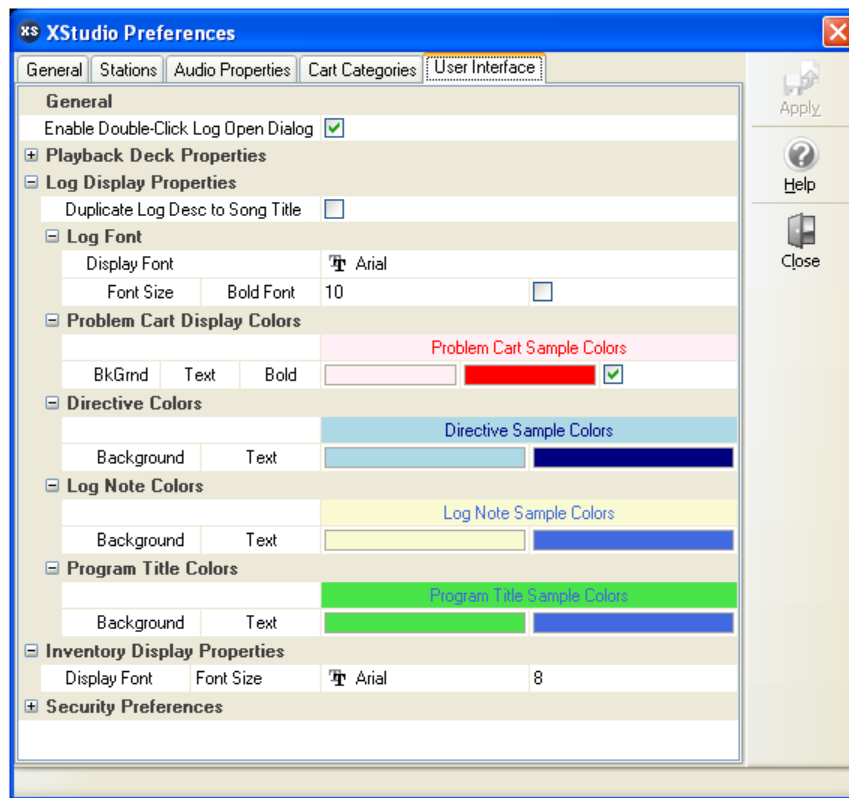 XS XStudio Preferences
General Stations Audio Properties Cart Categories User Interface
General
Enable Double-Click Log Open Dialog
Playback Deck Properties
Log Display Properties
Duplicate Log Desc to Song Title
Log Font
Display Font Arial
Font Size Bold Font 10
Problem Cart Display Colors
Problem Cart Sample Colors
BkGrnd Text Bold
Directive Colors
Directive Sample Colors
Background Text
Log Note Colors
Log Note Sample Colors
Background Text
Program Title Colors
Program Title Sample Colors
Background Text
Inventory Display Properties
Display Font Font Size Arial 8
Security Preferences
Apply
Help
Close